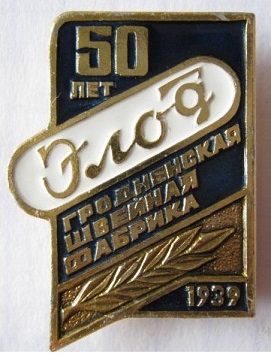 50
ЛЕТ
Элод
ГРОДНЕНСКАЯ
ШВЕЙНАЯ
ФАБРИКА
1939